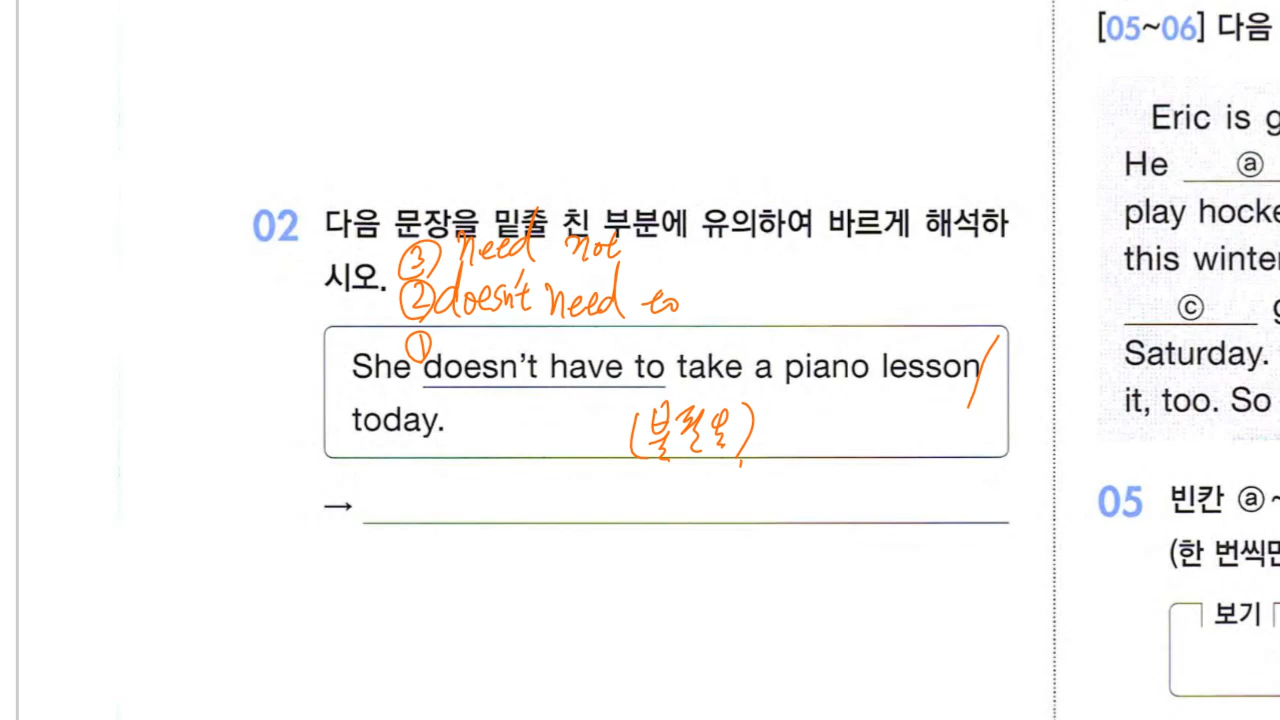 02 다음 문장을 밑줄 친 부분에 유의하여 바르게 해석하
③ need not
시오.
② doesn't need to
①
She doesn't have to take a piano lesson
today.
(불필요)
→
[05~06] 다음
Eric is
He ⓐ
play hocke
this winter
ⓒ
Saturday.
it, too. So
05 빈칸 ⓐ~
(한 번씩만
보기